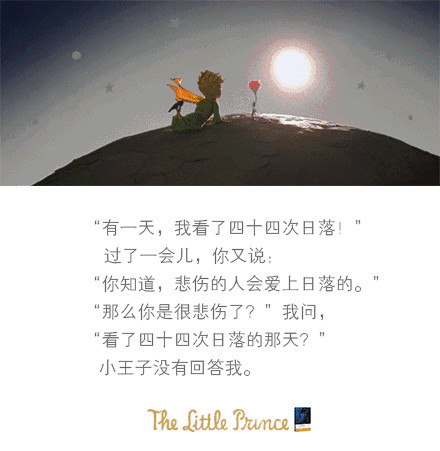 “有一天，我看了四十四次日落！”
过了一会儿，你又说：
“你知道，悲伤的人会爱上日落的。”
“那么你是很悲伤了？”我问，
“看了四十四次日落的那天？”
小王子没有回答我。
The Little Prince